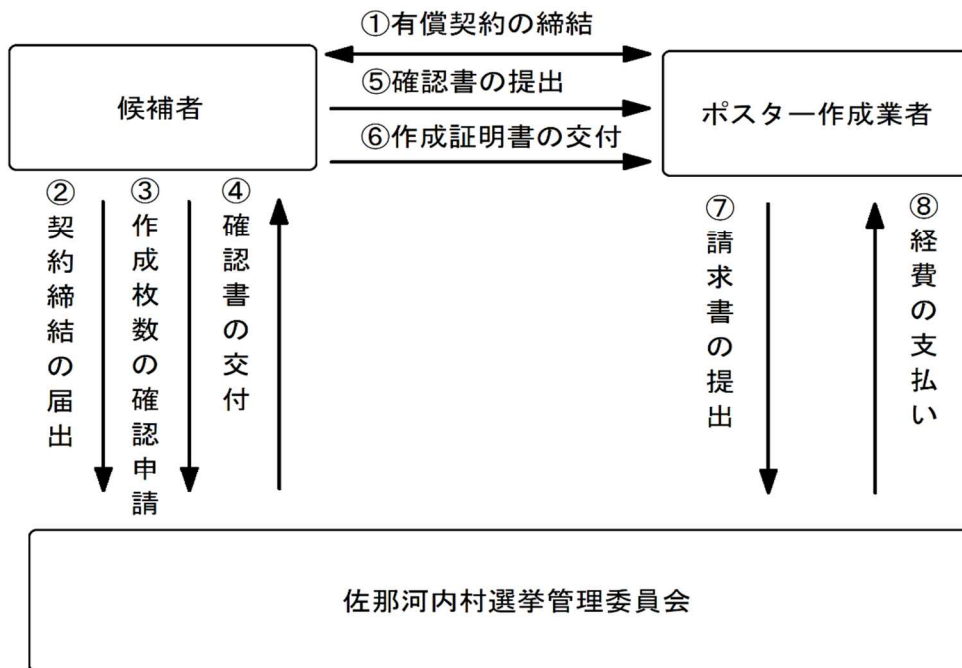 ①有償契約の締結
候補者
⑤確認書の提出
⑥作成証明書の交付
ポスター作成業者
②契約締結の届出
③作成枚数の確認申請
④確認書の交付
⑦請求書の提出
⑧経費の支払い
佐那河内村選挙管理委員会